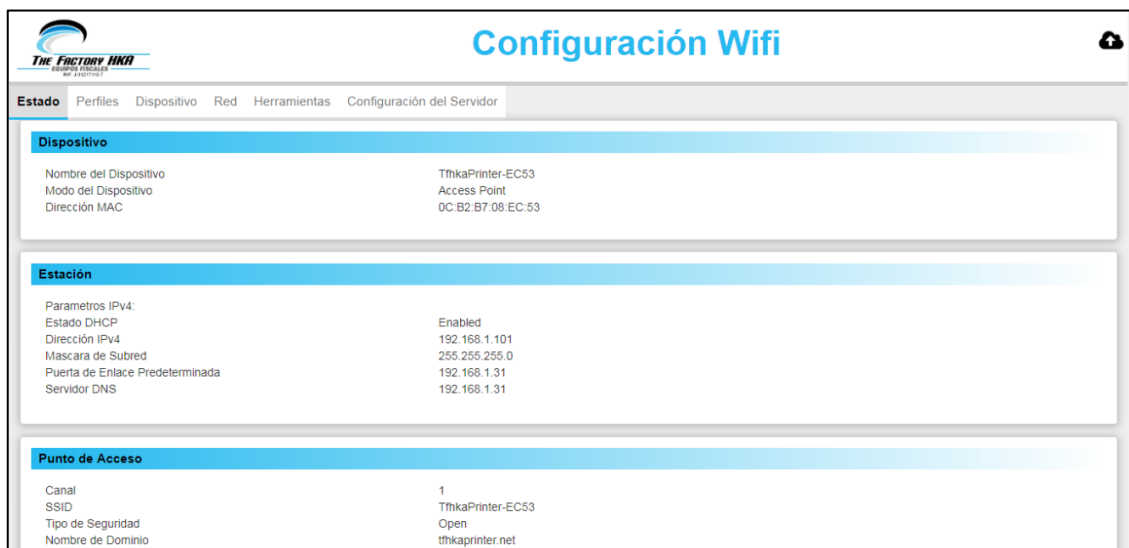 Configuración Wifi
THE FACTORY HKA
EQUIPOS FISCALES
Estado Perfiles Dispositivo Red Herramientas Configuración del Servidor
Dispositivo
Nombre del Dispositivo TfhkaPrinter-EC53
Modo del Dispositivo Access Point
Dirección MAC 0C:B2:B7:08:EC:53
Estación
Parametros IPv4:
Estado DHCP Enabled
Dirección IPv4 192.168.1.101
Mascara de Subred 255.255.255.0
Puerta de Enlace Predeterminada 192.168.1.31
Servidor DNS 192.168.1.31
Punto de Acceso
Canal 1
SSID TfhkaPrinter-EC53
Tipo de Seguridad Open
Nombre de Dominio tfhkaprinter.net